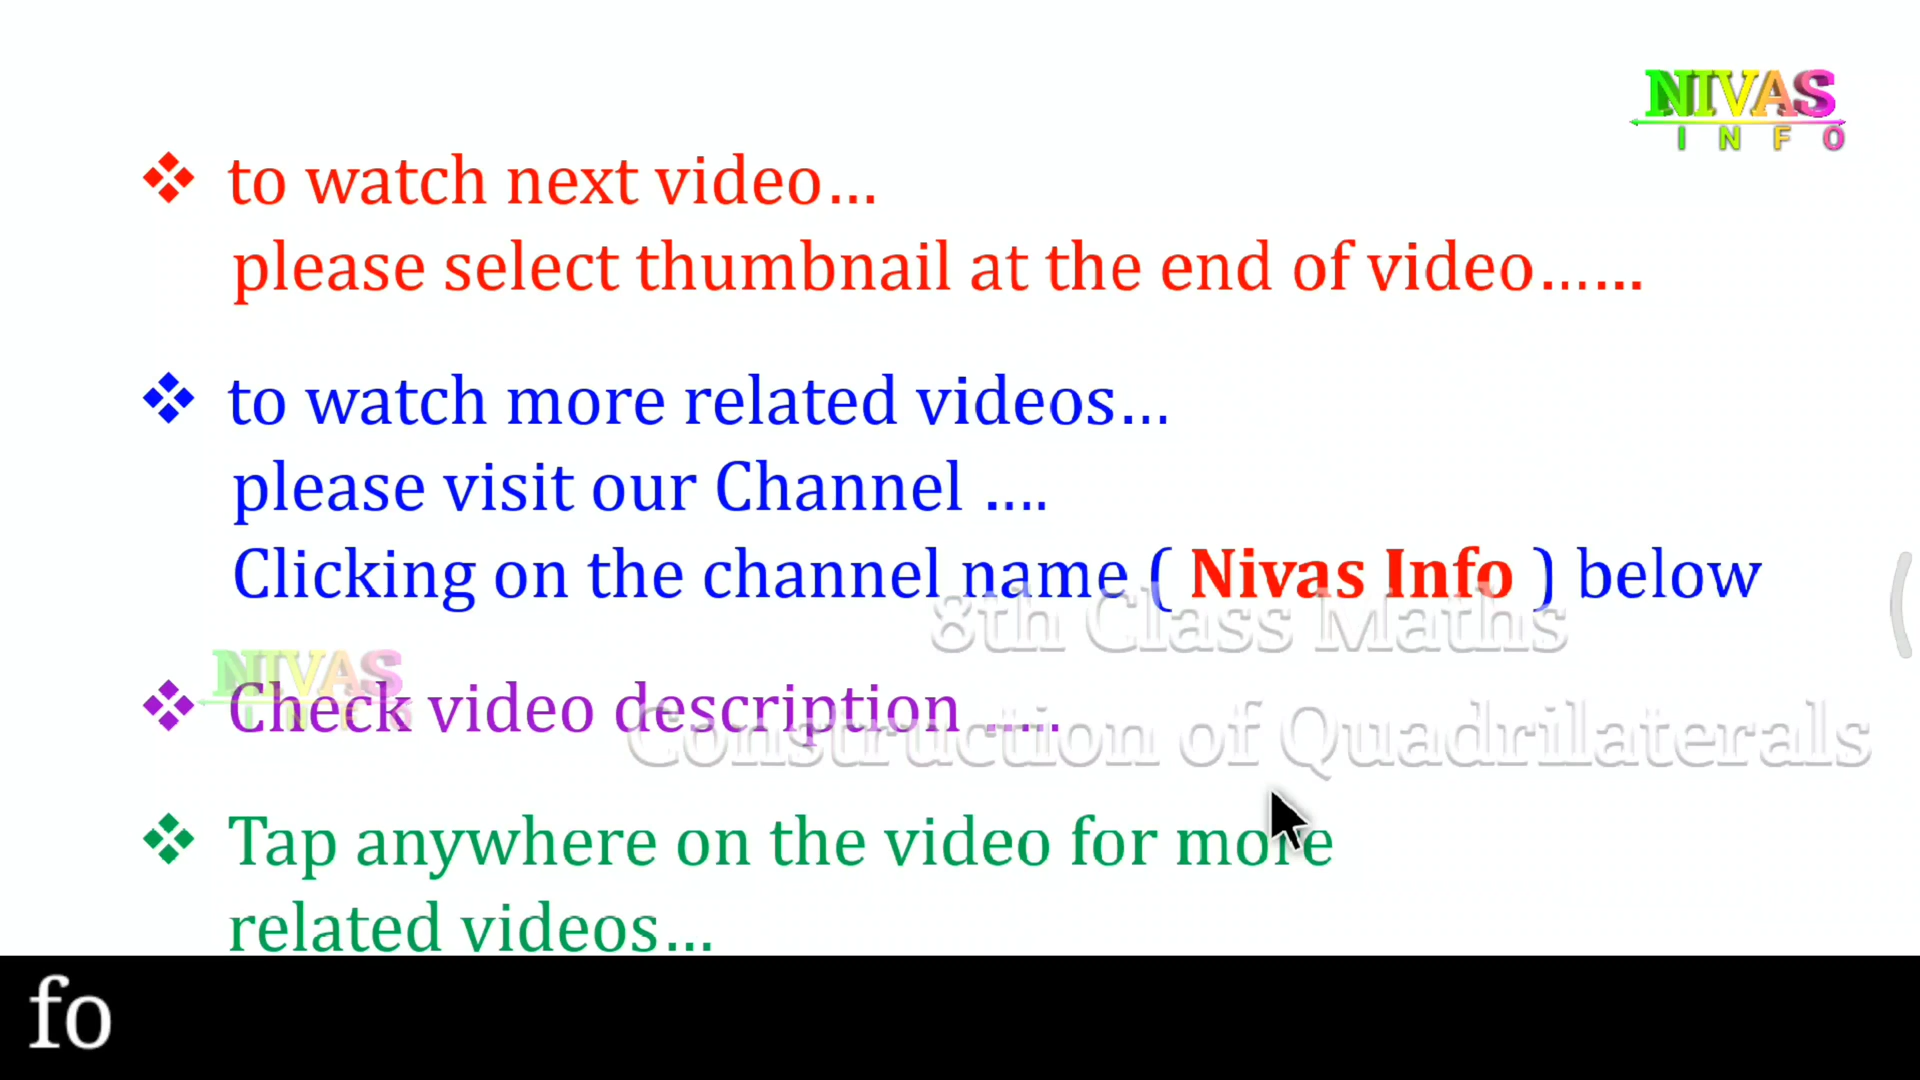 NIVAS
INFO
❖ to watch next video...
please select thumbnail at the end of video......
❖ to watch more related videos...
please visit our Channel ....
Clicking on the channel name ( Nivas Info ) below
8th Class Maths
(
NIVAS
INFO
❖ Check video description .....
Construction of Quadrilaterals
❖ Tap anywhere on the video for more
related videos...
fo